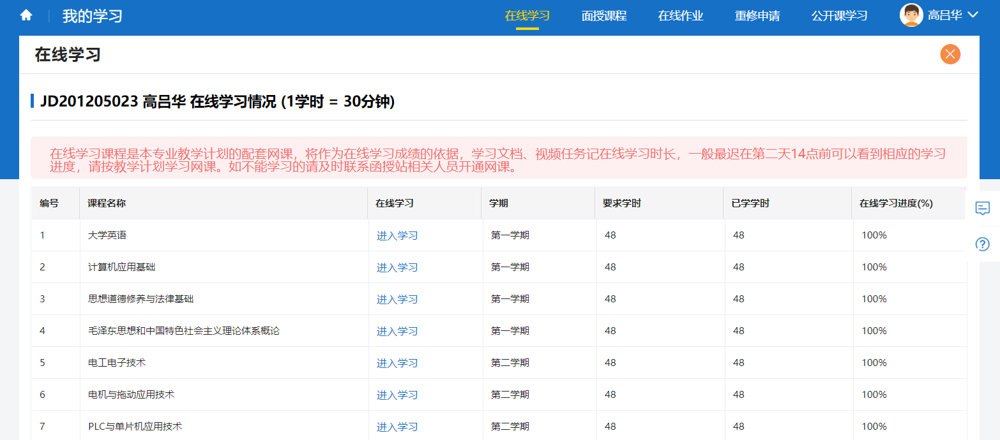 我的学习
在线学习 面授课程 在线作业 重修申请 公开课学习 高吕华
在线学习
JD201205023 高吕华 在线学习情况 (1学时 = 30分钟)
在线学习课程是本专业教学计划的配套网课，将作为在线学习成绩的依据，学习文档、视频任务记在线学习时长，一般最迟在第二天14点前可以看到相应的学习
进度，请按教学计划学习网课。如不能学习的请及时联系函授站相关人员开通网课。
编号 课程名称 在线学习 学期 要求学时 已学学时 在线学习进度(%)
1 大学英语 进入学习 第一学期 48 48 100%
2 计算机应用基础 进入学习 第一学期 48 48 100%
3 思想道德修养与法律基础 进入学习 第一学期 48 48 100%
4 毛泽东思想和中国特色社会主义理论体系概论 进入学习 第一学期 48 48 100%
5 电工电子技术 进入学习 第二学期 48 48 100%
6 电机与拖动应用技术 进入学习 第二学期 48 48 100%
7 PLC与单片机应用技术 进入学习 第二学期 48 48 100%